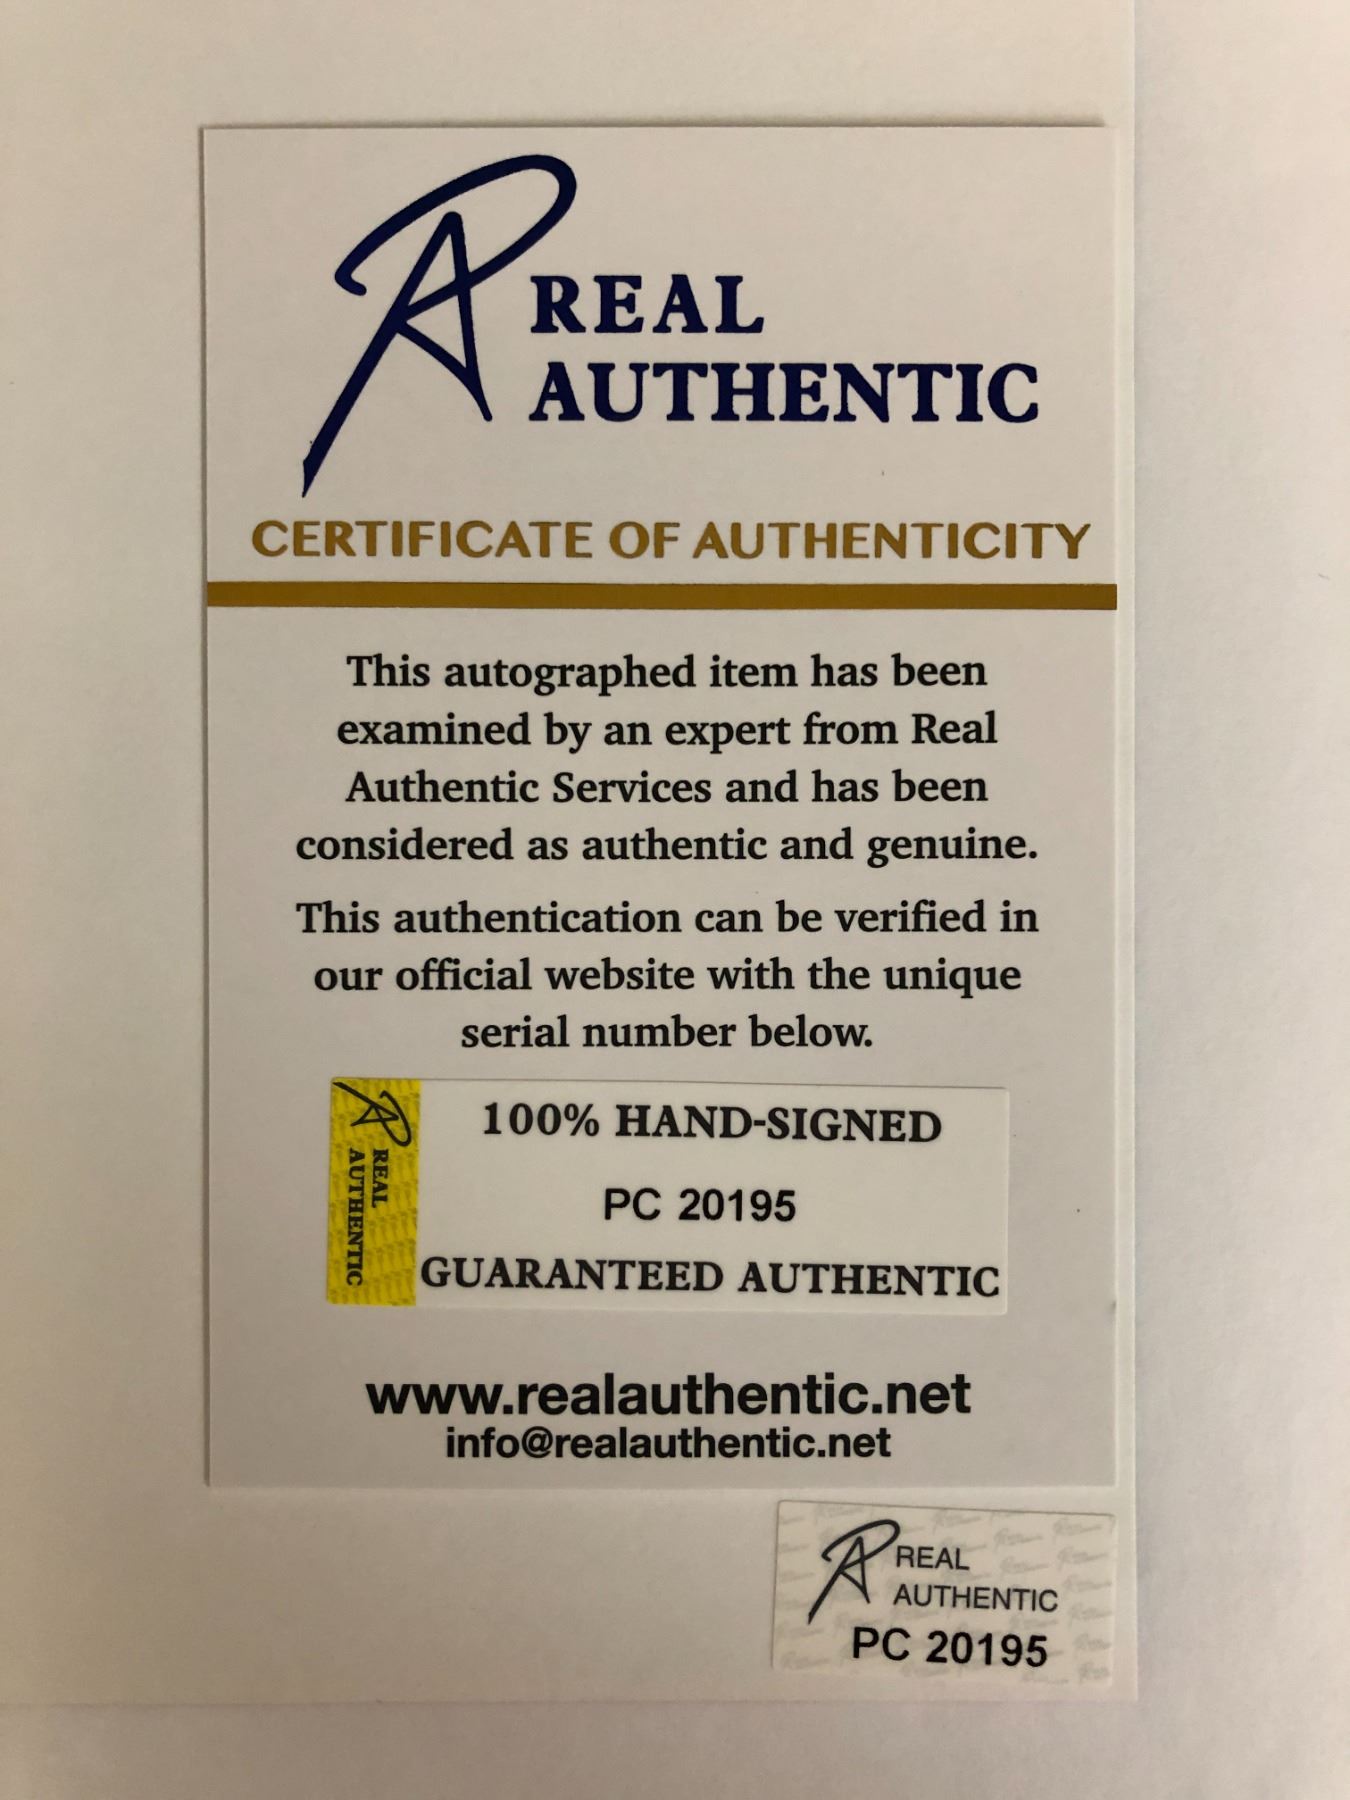 REAL
AUTHENTIC
CERTIFICATE OF AUTHENTICITY
This autographed item has been
examined by an expert from Real
Authentic Services and has been
considered as authentic and genuine.
This authentication can be verified in
our official website with the unique
serial number below.
REAL
AUTHENTIC
100% HAND-SIGNED
PC 20195
GUARANTEED AUTHENTIC
www.realauthentic.net
info@realauthentic.net
REAL
AUTHENTIC
PC 20195